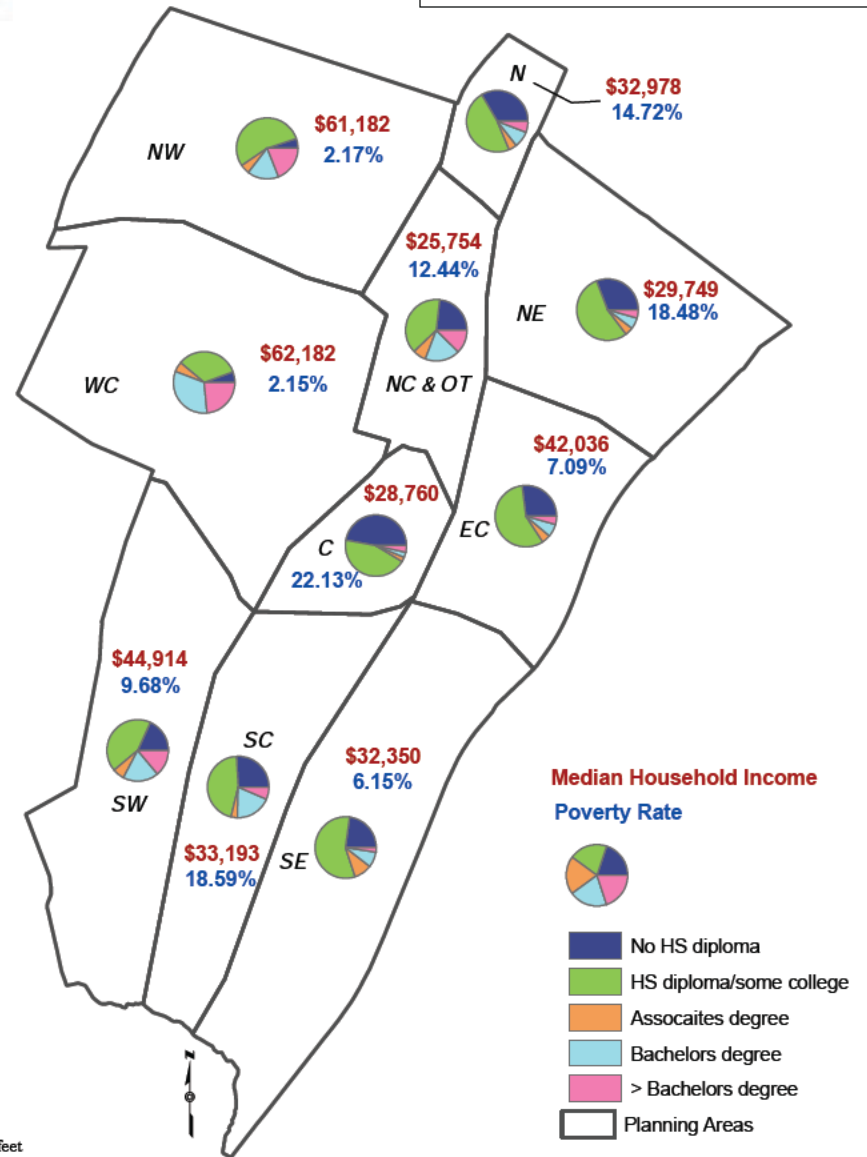 N
$32,978
14.72%
$61,182
2.17%
NW
$25,754
12.44%
NC & OT
$29,749
18.48%
NE
$62,182
2.15%
WC
$42,036
7.09%
EC
$28,760
C
22.13%
$44,914
9.68%
SW
SC
$33,193
18.59%
$32,350
6.15%
SE
Median Household Income
Poverty Rate
No HS diploma
HS diploma/some college
Assocaites degree
Bachelors degree
> Bachelors degree
Planning Areas
N
feet